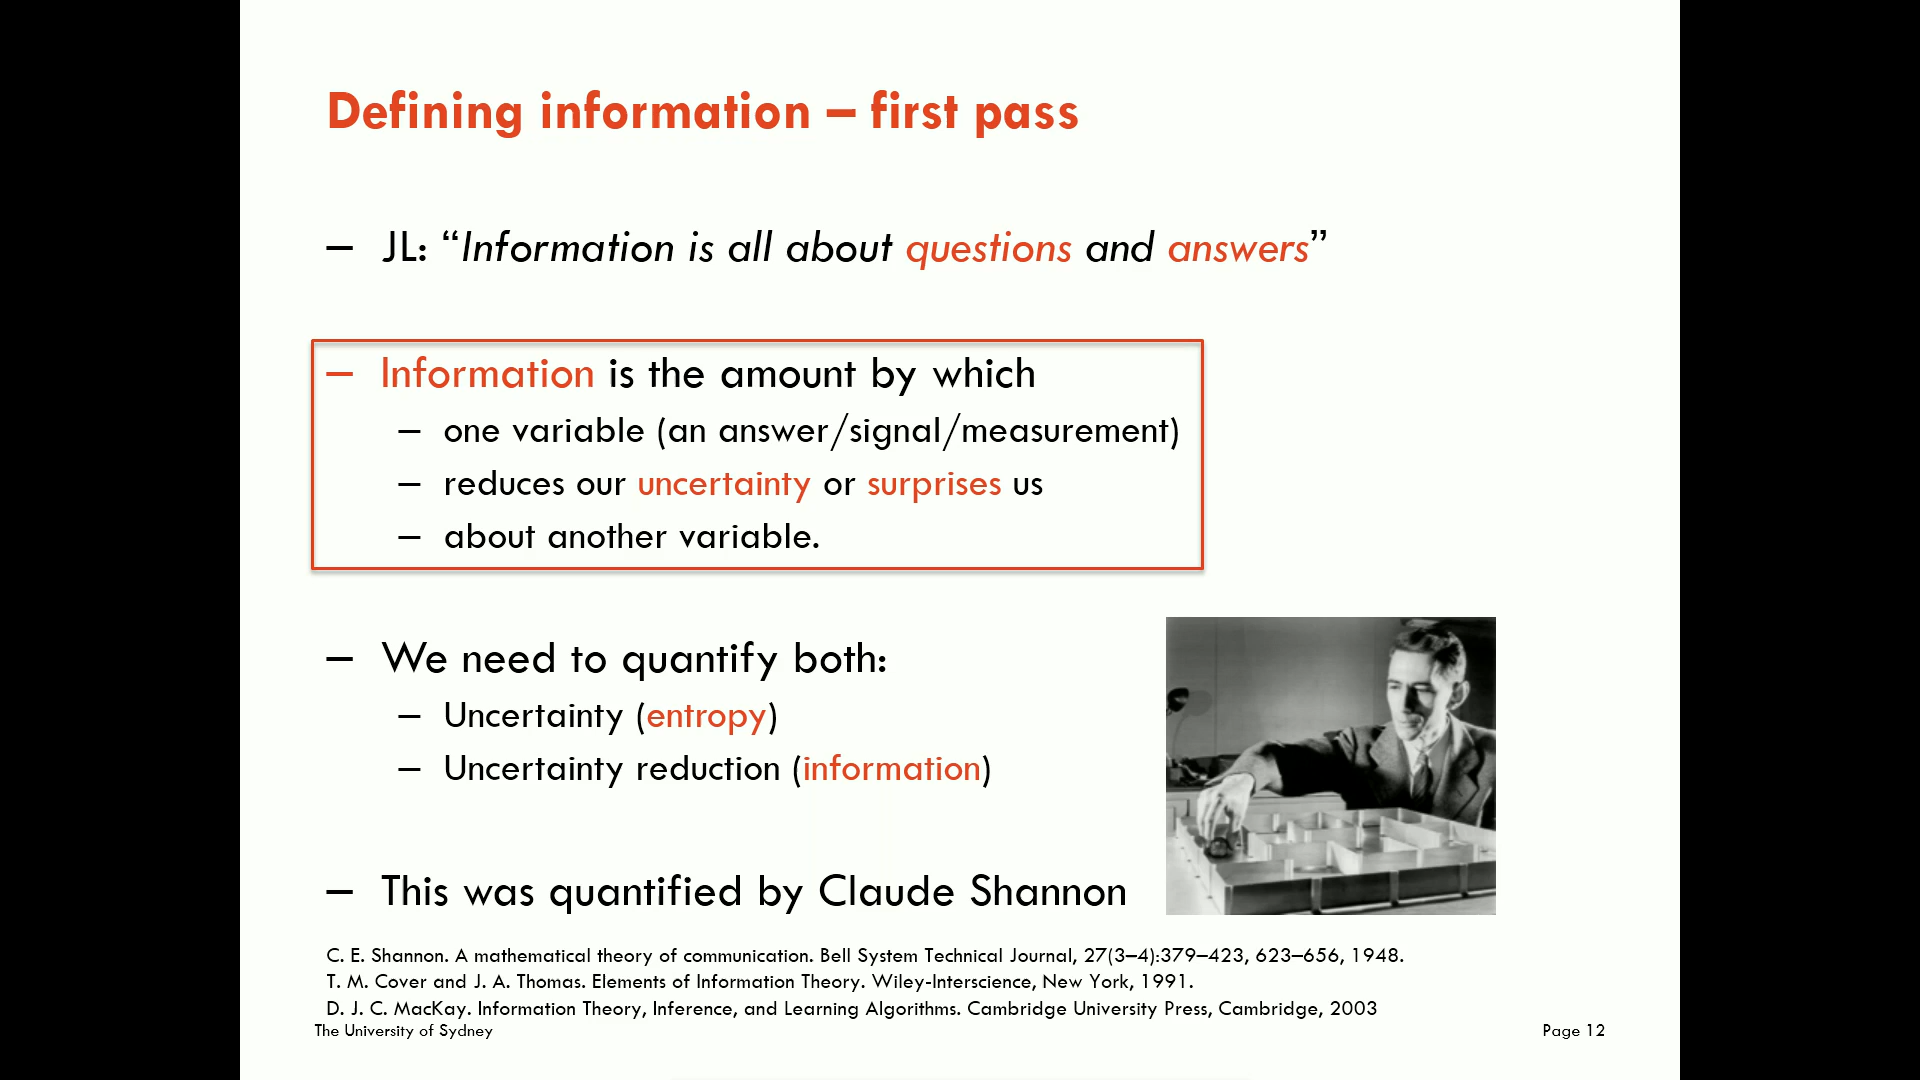 Defining information – first pass
– JL: “Information is all about questions and answers”
– Information is the amount by which
– one variable (an answer/signal/measurement)
– reduces our uncertainty or surprises us
– about another variable.
– We need to quantify both:
– Uncertainty (entropy)
– Uncertainty reduction (information)
– This was quantified by Claude Shannon
C. E. Shannon. A mathematical theory of communication. Bell System Technical Journal, 27(3–4):379–423, 623–656, 1948.
T. M. Cover and J. A. Thomas. Elements of Information Theory. Wiley-Interscience, New York, 1991.
D. J. C. MacKay. Information Theory, Inference, and Learning Algorithms. Cambridge University Press, Cambridge, 2003
The University of Sydney
Page 12